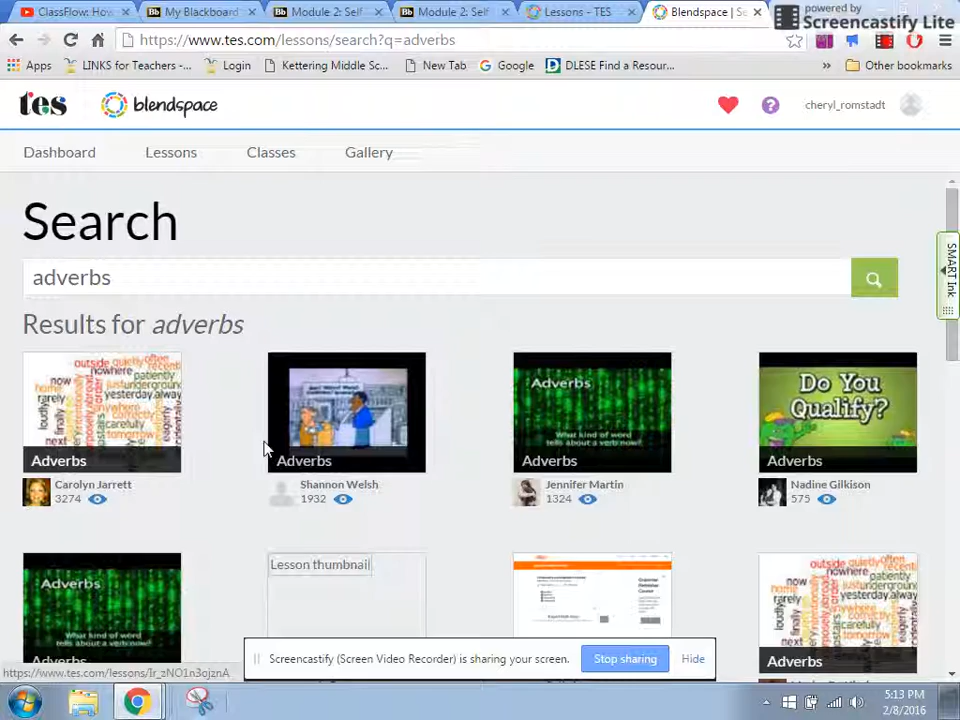 ClassFlow: How
My Blackboard
Module 2: Self
Module 2: Self
Lessons - TES
Blendspace | Se
powered by
Screencastify Lite
https://www.tes.com/lessons/search?q=adverbs
Apps
LINKS for Teachers -...
Login
Kettering Middle Sc...
New Tab
Google
DLESE Find a Resour...
»
Other bookmarks
tes
blendspace
cheryl_romstadt
Dashboard
Lessons
Classes
Gallery
Search
adverbs
SMART Ink
Results for adverbs
Adverbs
Adverbs
Adverbs
What kind of word
tells about a verb now?
Adverbs
Do You
Qualify?
Adverbs
Carolyn Jarrett
3274
Shannon Welsh
1932
Jennifer Martin
1324
Nadine Gilkison
575
Adverbs
What kind of word
tells about a verb now?
Adverbs
Lesson thumbnail
Adverbs
Screencastify (Screen Video Recorder) is sharing your screen.
Stop sharing
Hide
https://www.tes.com/lessons/Ir_zNO1n3ojznA
5:13 PM
2/8/2016